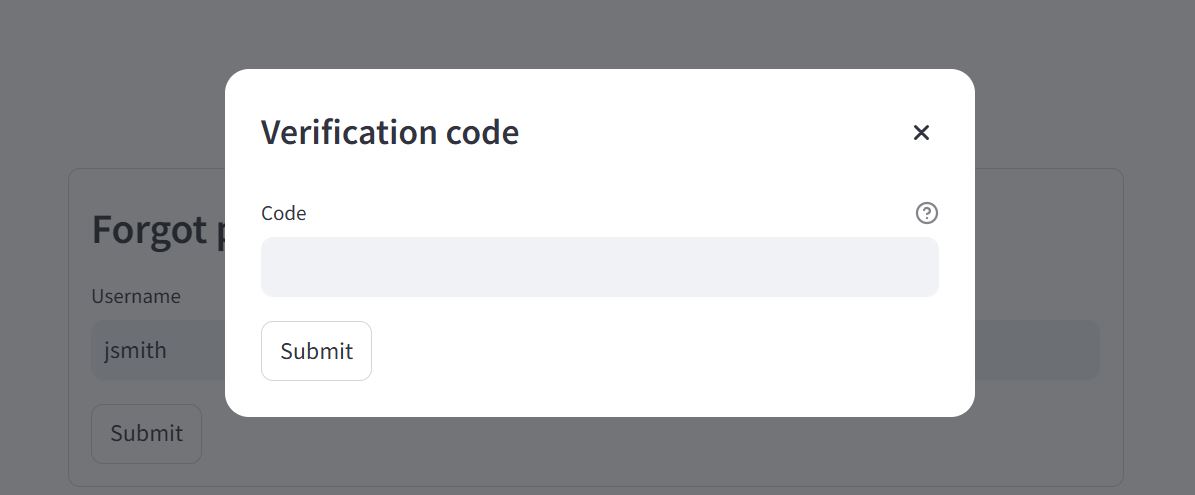 Verification code
Code
Submit
Forgot
Username
jsmith
Submit